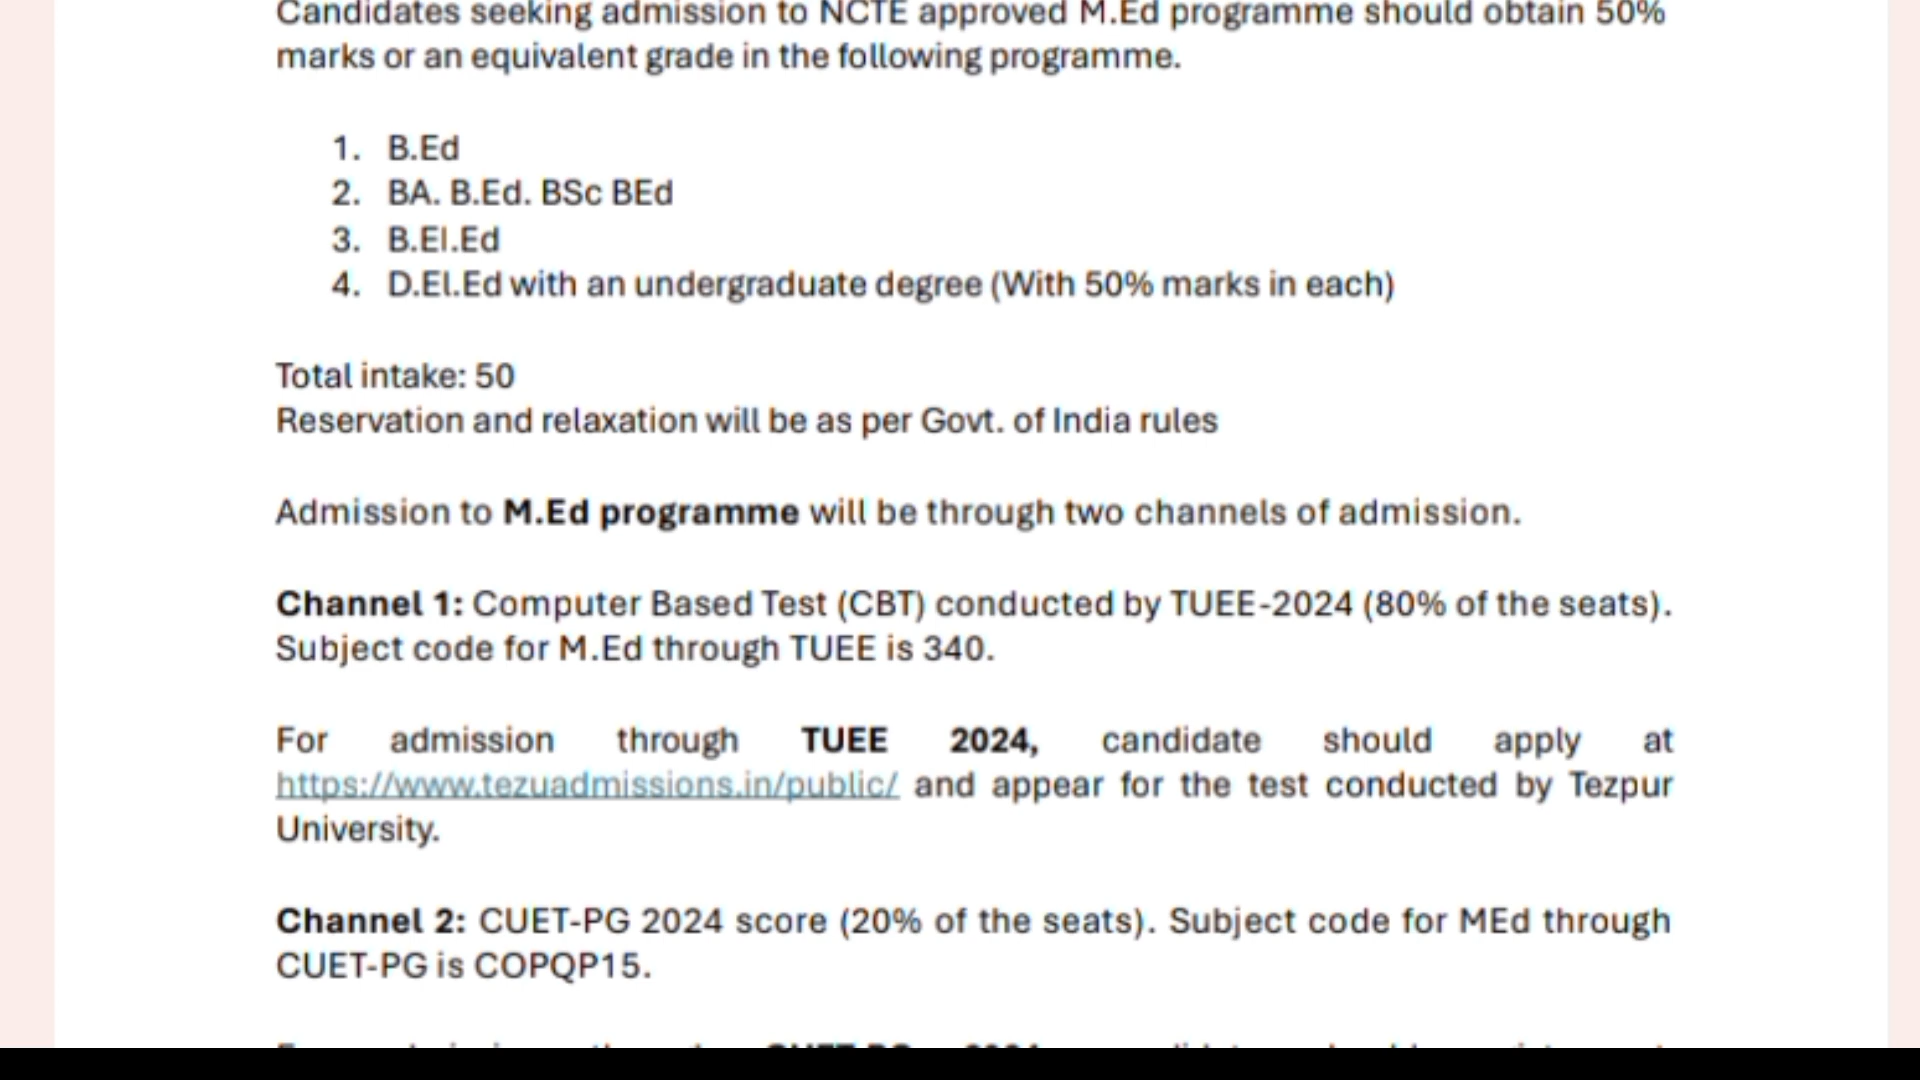 Candidates seeking admission to NCTE approved M.Ed programme should obtain 50%
marks or an equivalent grade in the following programme.
1. B.Ed
2. BA. B.Ed. BSc BEd
3. B.El.Ed
4. D.El.Ed with an undergraduate degree (With 50% marks in each)
Total intake: 50
Reservation and relaxation will be as per Govt. of India rules
Admission to M.Ed programme will be through two channels of admission.
Channel 1: Computer Based Test (CBT) conducted by TUEE-2024 (80% of the seats).
Subject code for M.Ed through TUEE is 340.
For admission through TUEE 2024, candidate should apply at
https://www.tezuadmissions.in/public/ and appear for the test conducted by Tezpur
University.
Channel 2: CUET-PG 2024 score (20% of the seats). Subject code for MEd through
CUET-PG is COPQP15.